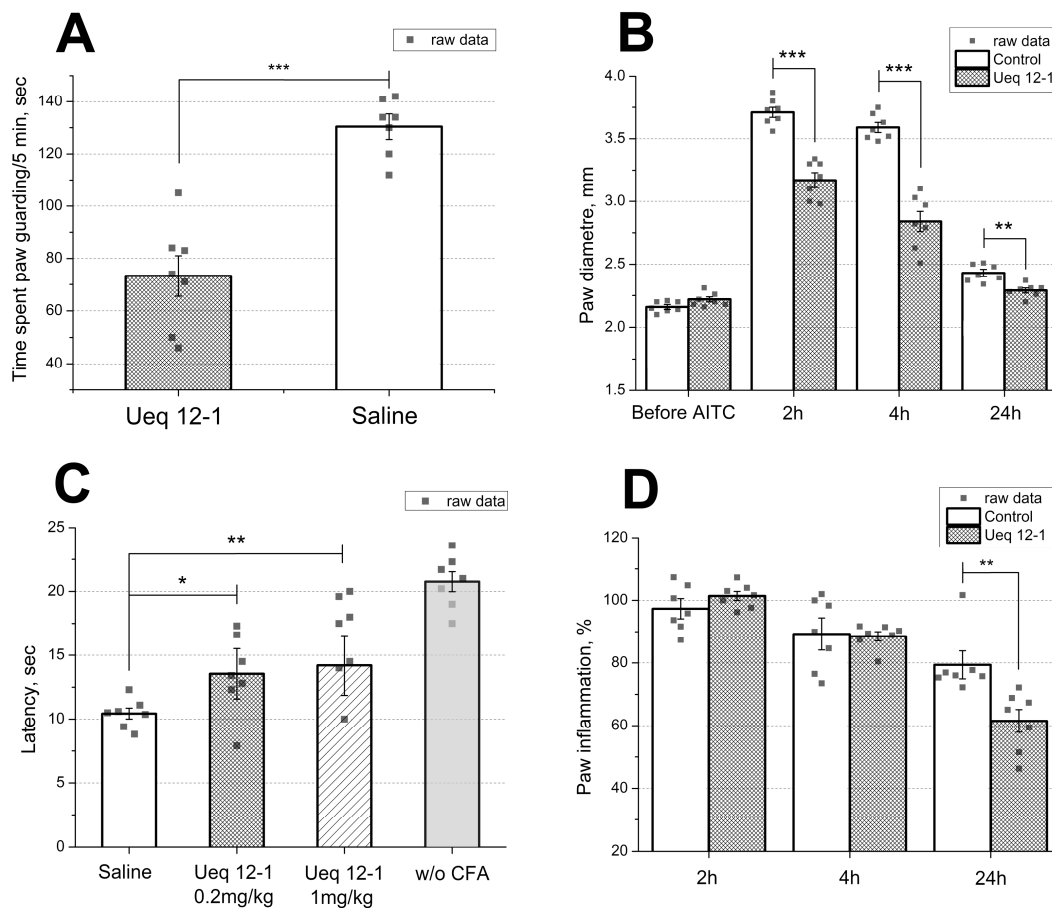 A
raw data
***
Time spent paw guarding/5 min, sec
140
120
100
80
60
40
Ueq 12-1
Saline
B
raw data
Control
Ueq 12-1
***
***
**
Paw diametre, mm
4.0
3.5
3.0
2.5
2.0
1.5
Before AITC
2h
4h
24h
C
raw data
**
*
Latency, sec
25
20
15
10
5
0
Saline
Ueq 12-1
0.2mg/kg
Ueq 12-1
1mg/kg
w/o CFA
D
raw data
Control
Ueq 12-1
**
Paw inflammation, %
120
100
80
60
40
20
2h
4h
24h